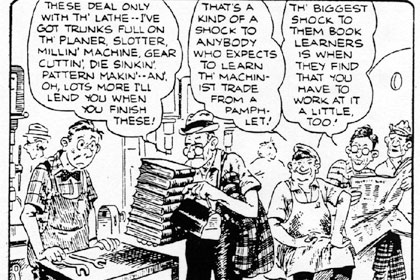 THESE DEAL ONLY
WITH TH' LATHE--I'VE
GOT TRUNKS FULL ON
TH' PLANER, SLOTTER,
MILLIN' MACHINE, GEAR
CUTTIN', DIE SINKIN',
PATTERN MAKIN'--AN',
OH, LOTS MORE I'LL
LEND YOU WHEN
YOU FINISH
THESE!
THAT'S A
KIND OF A
SHOCK TO
ANYBODY
WHO EXPECTS
TO LEARN
TH' MACHIN-
IST TRADE
FROM A
PAMPH-
LET!
TH' BIGGEST
SHOCK TO
THEM BOOK
LEARNERS
IS WHEN
THEY FIND
THAT YOU
HAVE TO
WORK AT IT
A LITTLE,
TOO!